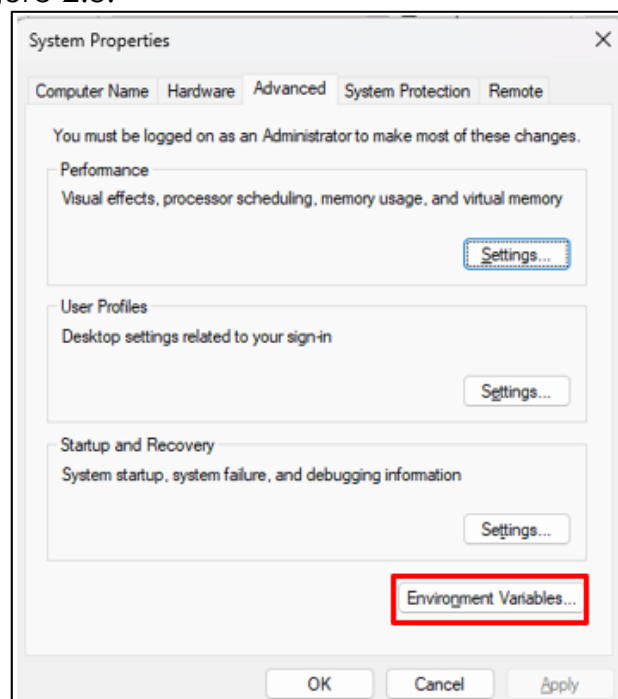 System Properties
Computer Name Hardware Advanced System Protection Remote
You must be logged on as an Administrator to make most of these changes.
Performance
Visual effects, processor scheduling, memory usage, and virtual memory
Settings...
User Profiles
Desktop settings related to your sign-in
Settings...
Startup and Recovery
System startup, system failure, and debugging information
Settings...
Environment Variables...
OK Cancel Apply